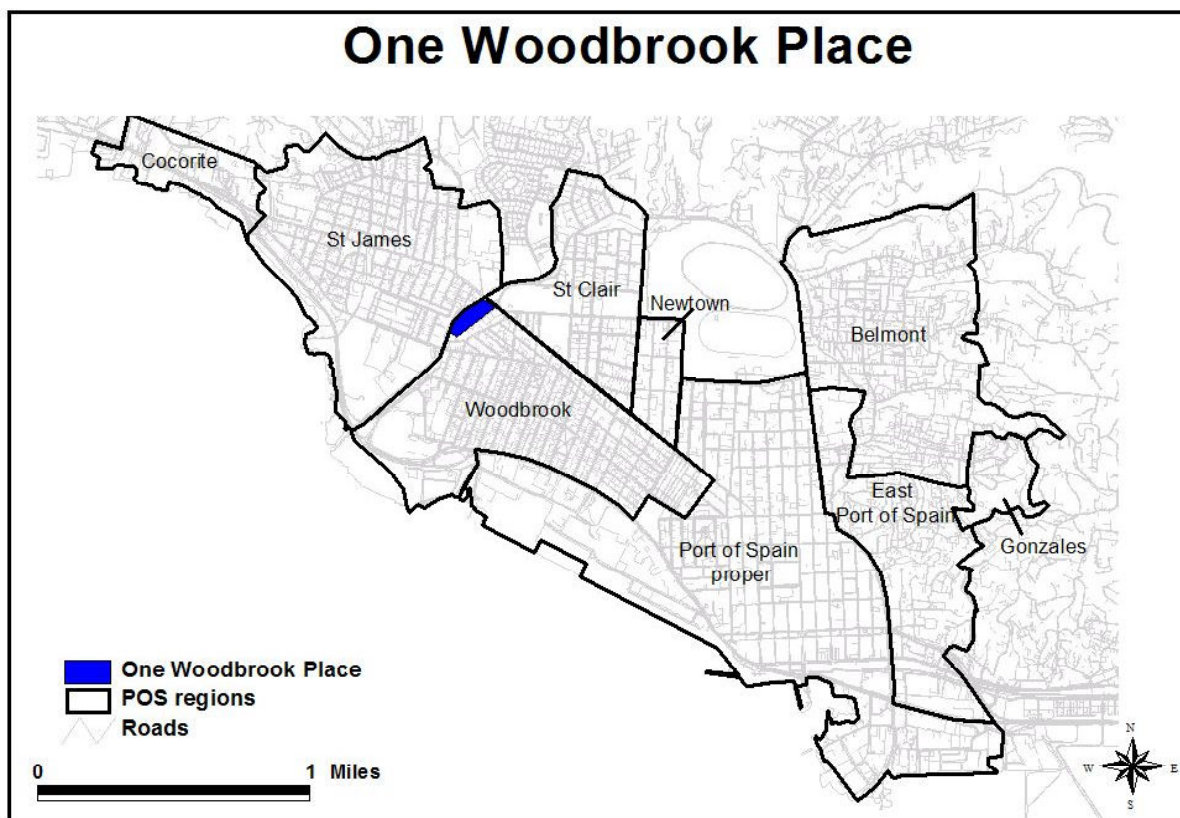 One Woodbrook Place
Cocorite
St James
St Clair
Newtown
Belmont
Woodbrook
East
Port of Spain
Gonzales
Port of Spain
proper
One Woodbrook Place
POS regions
Roads
0 1 Miles
N
W E
S